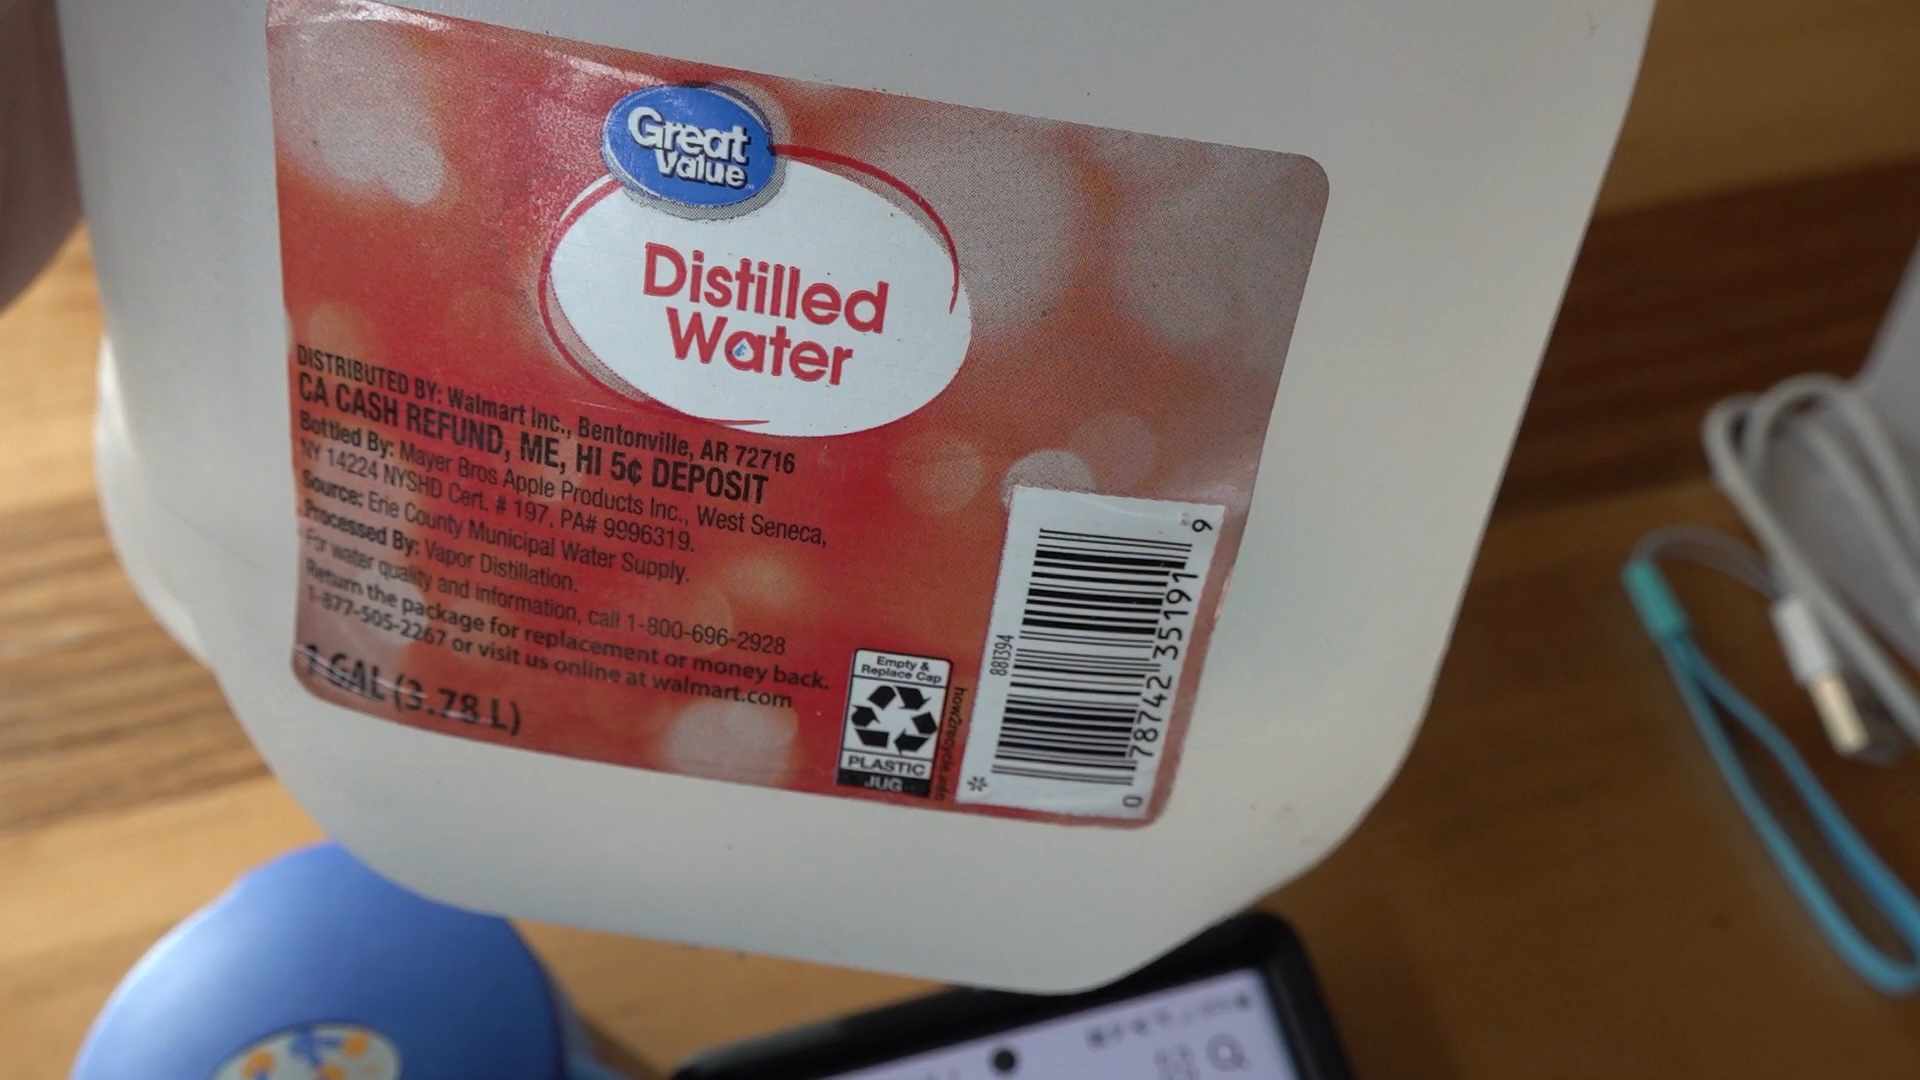 Great
Value
Distilled
Water
DISTRIBUTED BY: Walmart Inc., Bentonville, AR 72716
CA CASH REFUND, ME, HI 5¢ DEPOSIT
Bottled By: Mayer Bros Apple Products Inc., West Seneca,
NY 14224 NYSHD Cert. # 197, PA# 9996319.
Source: Erie County Municipal Water Supply.
Processed By: Vapor Distillation.
For water quality and information, call 1-800-696-2928
Return the package for replacement or money back.
1-877-505-2267 or visit us online at walmart.com
1 GAL (3.78 L)
Empty &
Replace Cap
PLASTIC
JUG
how2recycle.info
881394
0 78742 35191 9